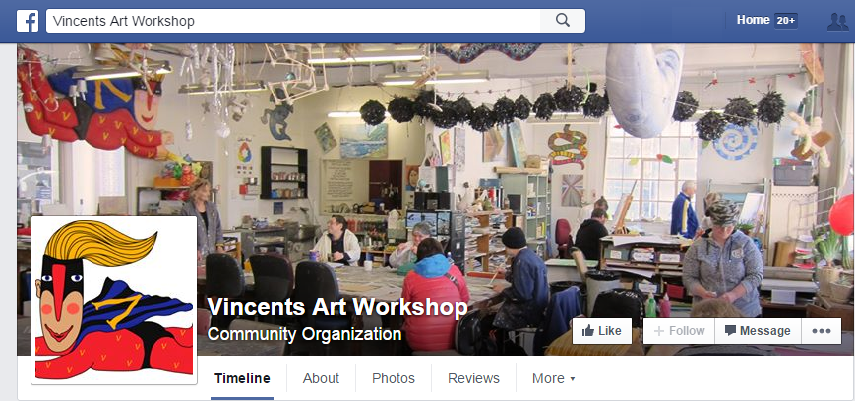 f
Vincents Art Workshop
Home 20+
Vincents Art Workshop
Community Organization
Like
+ Follow
Message
•••
Timeline
About
Photos
Reviews
More